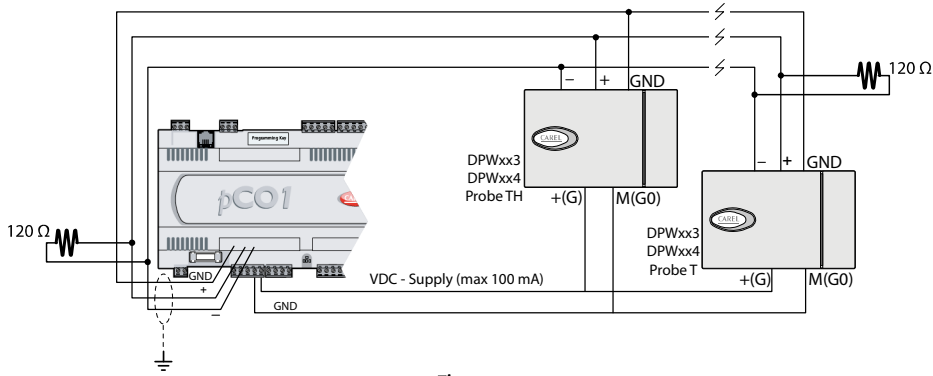 120 Ω
− + GND
Programming Key
CAREL
DPWxx3
DPWxx4
Probe TH
+(G) M(G0)
− + GND
pCO1
CAREL
DPWxx3
DPWxx4
Probe T
120 Ω
GND
+
−
VDC - Supply (max 100 mA)
+(G) M(G0)
GND